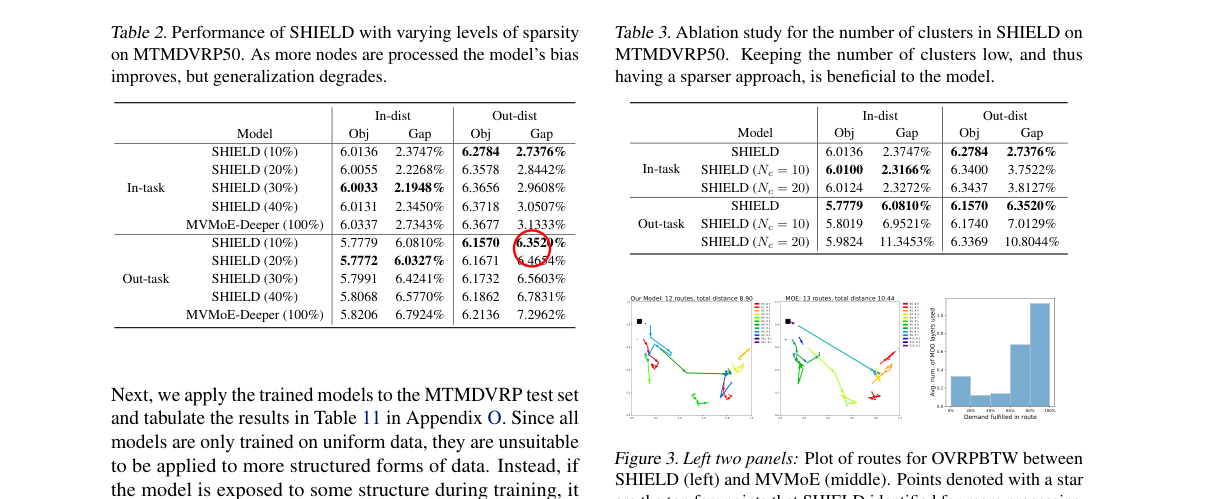 Table 2. Performance of SHIELD with varying levels of sparsity
on MTMDVRP50. As more nodes are processed the model's bias
improves, but generalization degrades.
In-dist Out-dist
Model Obj Gap Obj Gap
In-task
SHIELD (10%) 6.0136 2.3747% 6.2784 2.7376%
SHIELD (20%) 6.0055 2.2268% 6.3578 2.8442%
SHIELD (30%) 6.0033 2.1948% 6.3656 2.9608%
SHIELD (40%) 6.0131 2.3450% 6.3718 3.0507%
MVMoE-Deeper (100%) 6.0337 2.7343% 6.3677 3.1333%
Out-task
SHIELD (10%) 5.7779 6.0810% 6.1570 6.3520%
SHIELD (20%) 5.7772 6.0327% 6.1671 6.4654%
SHIELD (30%) 5.7991 6.4241% 6.1732 6.5603%
SHIELD (40%) 5.8068 6.5770% 6.1862 6.7831%
MVMoE-Deeper (100%) 5.8206 6.7924% 6.2136 7.2962%
Next, we apply the trained models to the MTMDVRP test set
and tabulate the results in Table 11 in Appendix O. Since all
models are only trained on uniform data, they are unsuitable
to be applied to more structured forms of data. Instead, if
the model is exposed to some structure during training, it
Table 3. Ablation study for the number of clusters in SHIELD on
MTMDVRP50. Keeping the number of clusters low, and thus
having a sparser approach, is beneficial to the model.
In-dist Out-dist
Model Obj Gap Obj Gap
In-task
SHIELD 6.0136 2.3747% 6.2784 2.7376%
SHIELD (Nc = 10) 6.0100 2.3166% 6.3400 3.7522%
SHIELD (Nc = 20) 6.0124 2.3272% 6.3437 3.8127%
Out-task
SHIELD 5.7779 6.0810% 6.1570 6.3520%
SHIELD (Nc = 10) 5.8019 6.9521% 6.1740 7.0129%
SHIELD (Nc = 20) 5.9824 11.3453% 6.3369 10.8044%
Our Model: 12 routes, total distance 8.90
MOE: 13 routes, total distance 10.44
Avg. num. of MOD layers used
0% 20% 40% 60% 80% 100%
Demand fulfilled in route
Figure 3. Left two panels: Plot of routes for OVRPBTW between
SHIELD (left) and MVMoE (middle). Points denoted with a star